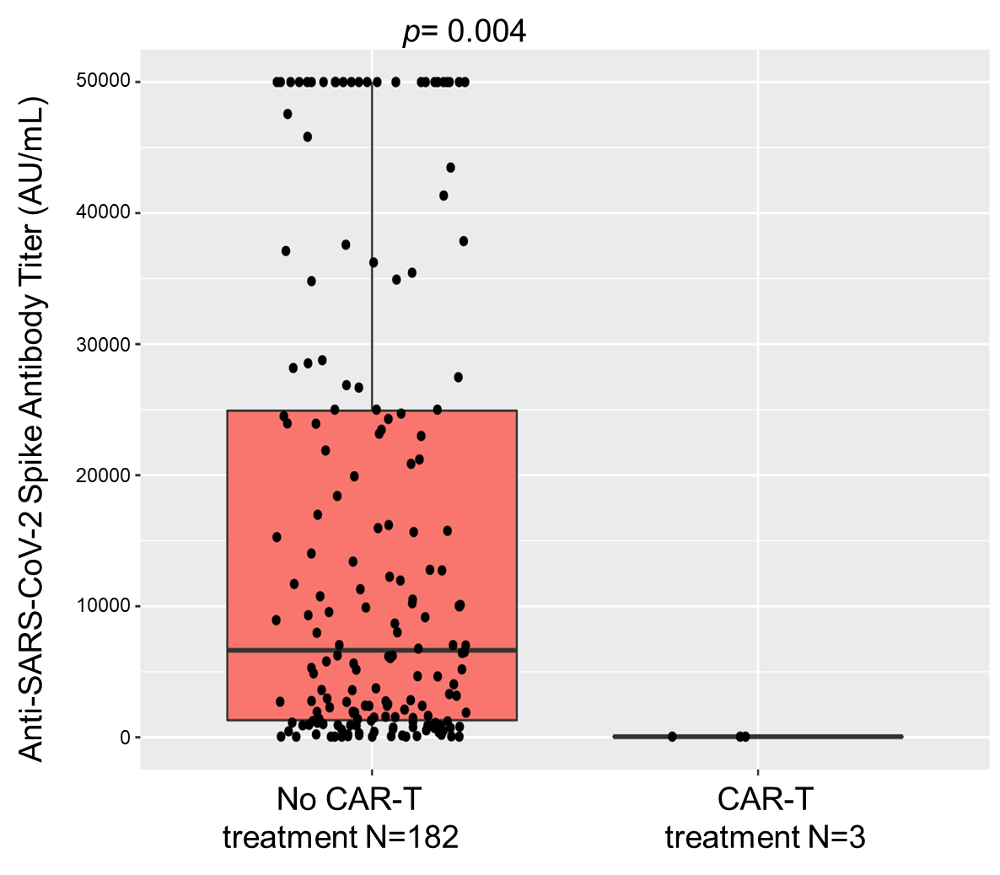 p= 0.004
Anti-SARS-CoV-2 Spike Antibody Titer (AU/mL)
50000
40000
30000
20000
10000
0
No CAR-T
treatment N=182
CAR-T
treatment N=3